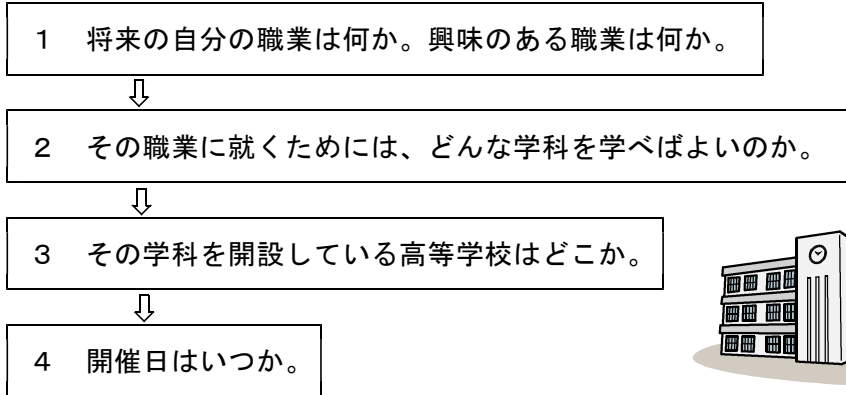 １　将来の自分の職業は何か。興味のある職業は何か。
２　その職業に就くためには、どんな学科を学べばよいのか。
３　その学科を開設している高等学校はどこか。
４　開催日はいつか。